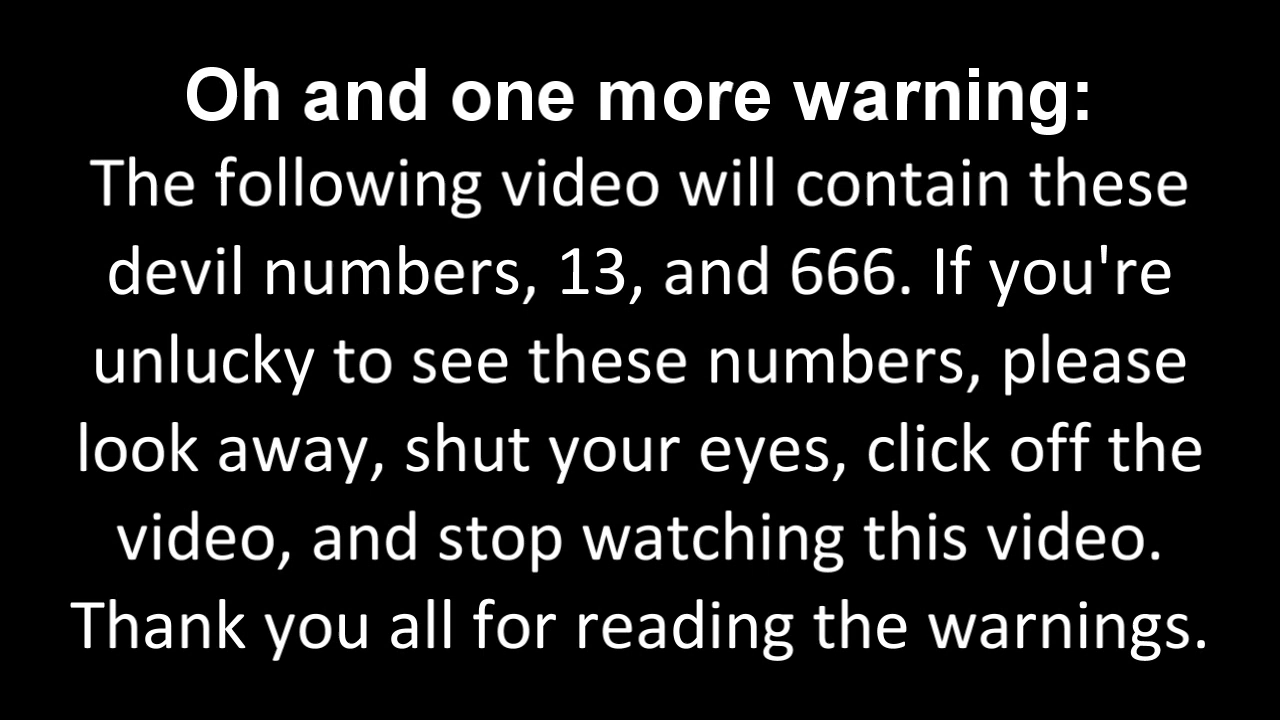 Oh and one more warning:
The following video will contain these
devil numbers, 13, and 666. If you're
unlucky to see these numbers, please
look away, shut your eyes, click off the
video, and stop watching this video.
Thank you all for reading the warnings.